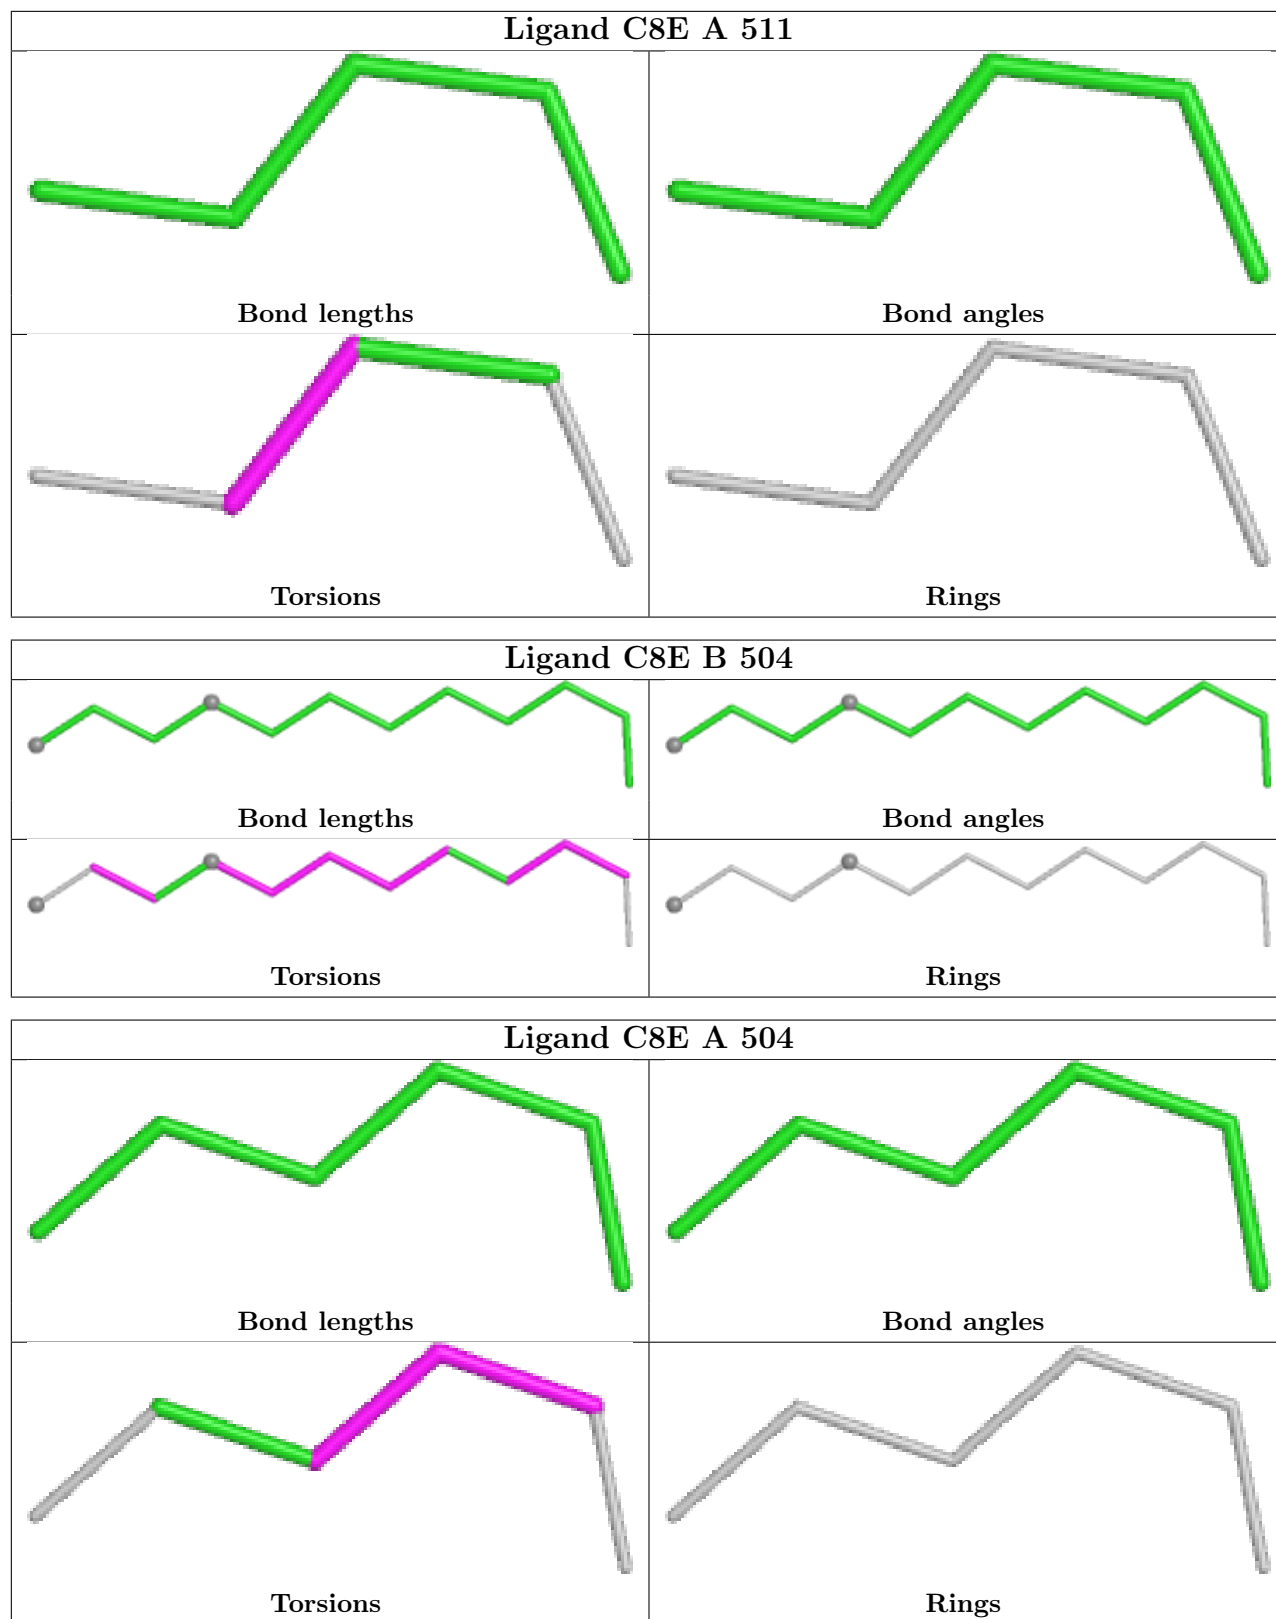 Ligand C8E A 511
Bond lengths
Bond angles
Torsions
Rings
Ligand C8E B 504
Bond lengths
Bond angles
Torsions
Rings
Ligand C8E A 504
Bond lengths
Bond angles
Torsions
Rings